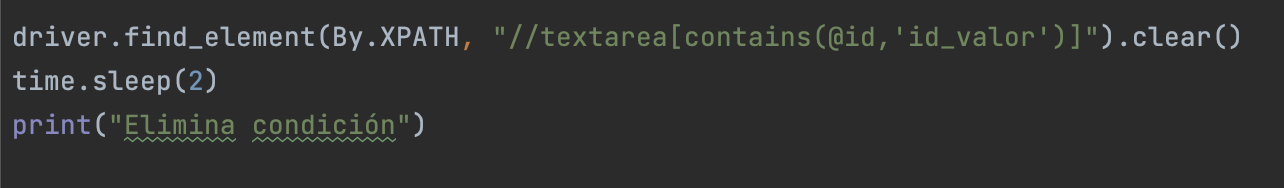 driver.find_element(By.XPATH, "//textarea[contains(@id,'id_valor')]").clear()
time.sleep(2)
print("Elimina condición")